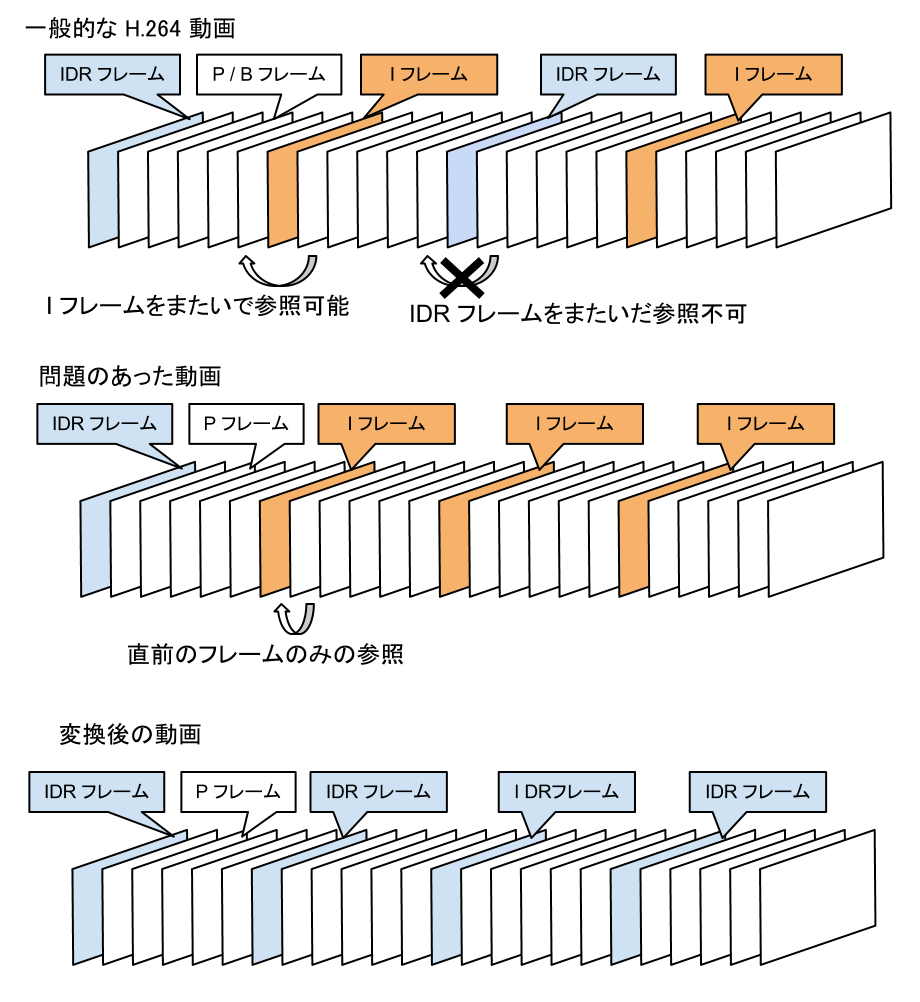 一般的な H.264 動画
IDR フレーム
P / B フレーム
I フレーム
IDR フレーム
I フレーム
I フレームをまたいで参照可能
IDR フレームをまたいだ参照不可
問題のあった動画
IDR フレーム
P フレーム
I フレーム
I フレーム
I フレーム
直前のフレームのみの参照
変換後の動画
IDR フレーム
P フレーム
IDR フレーム
I DRフレーム
IDR フレーム